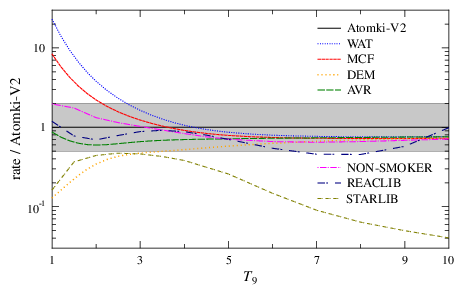 rate / Atomki-V2
10
1
10⁻¹
Atomki-V2
WAT
MCF
DEM
AVR
NON-SMOKER
REACLIB
STARLIB
1 3 5 7 9 10
T₉